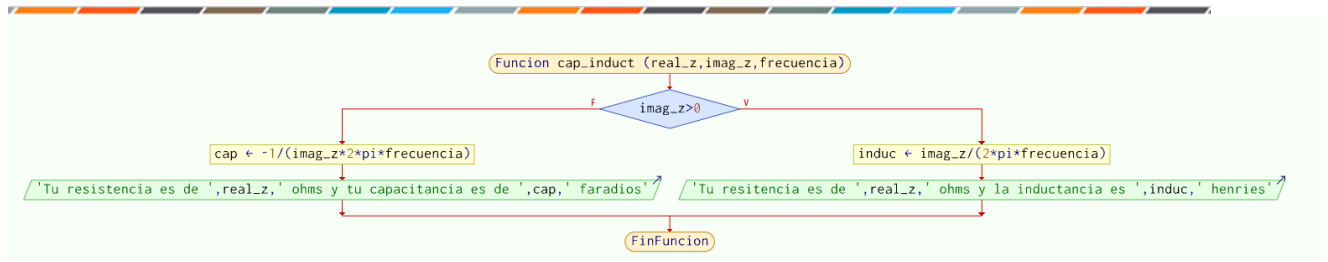 Funcion cap_induct (real_z,imag_z,frecuencia)
F
imag_z>0
V
cap ← -1/(imag_z*2*pi*frecuencia)
induc ← imag_z/(2*pi*frecuencia)
'Tu resistencia es de ',real_z,' ohms y tu capacitancia es de ',cap,' faradios'
'Tu resitencia es de ',real_z,' ohms y la inductancia es ',induc,' henries'
FinFuncion